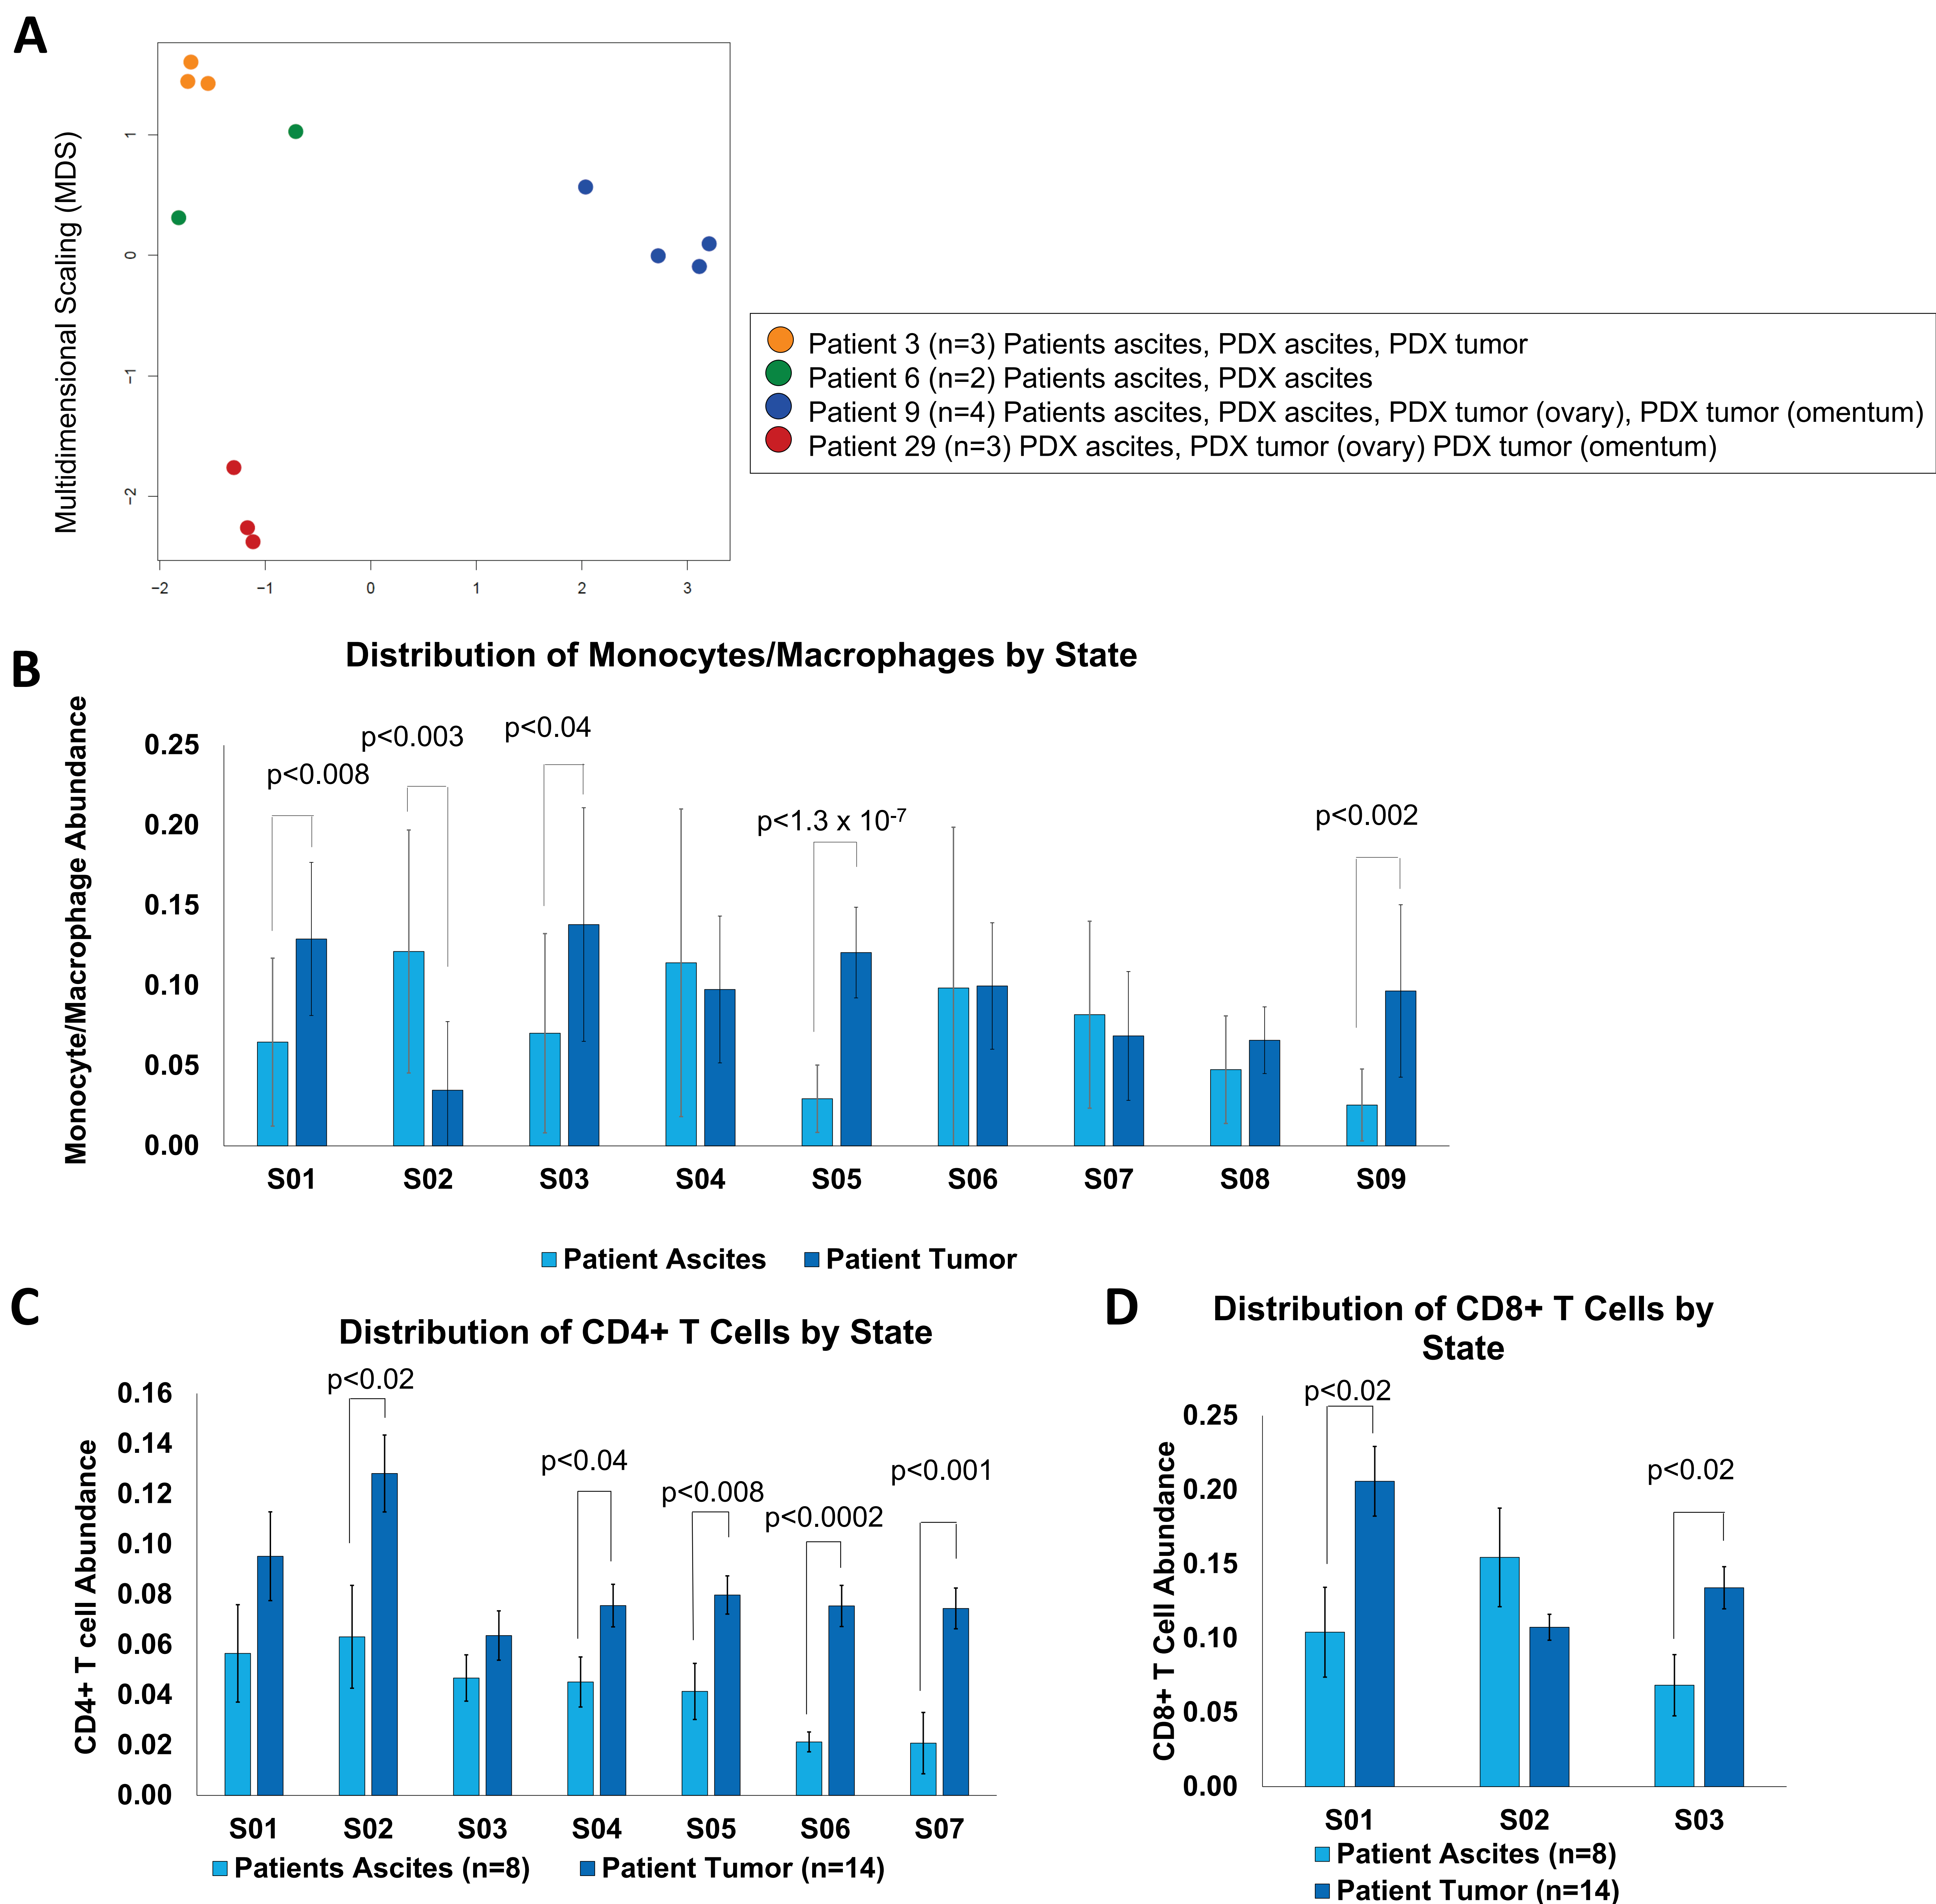 A
Multidimensional Scaling (MDS)
1
0
−1
−2
−2
−1
0
1
2
3
Patient 3 (n=3) Patients ascites, PDX ascites, PDX tumor
Patient 6 (n=2) Patients ascites, PDX ascites
Patient 9 (n=4) Patients ascites, PDX ascites, PDX tumor (ovary), PDX tumor (omentum)
Patient 29 (n=3) PDX ascites, PDX tumor (ovary) PDX tumor (omentum)
B
Distribution of Monocytes/Macrophages by State
Monocyte/Macrophage Abundance
0.25
0.20
0.15
0.10
0.05
0.00
p<0.008
p<0.003
p<0.04
p<1.3 x 10-7
p<0.002
S01
S02
S03
S04
S05
S06
S07
S08
S09
Patient Ascites
Patient Tumor
C
Distribution of CD4+ T Cells by State
CD4+ T cell Abundance
0.16
0.14
0.12
0.10
0.08
0.06
0.04
0.02
0.00
p<0.02
p<0.04
p<0.008
p<0.0002
p<0.001
S01
S02
S03
S04
S05
S06
S07
Patients Ascites (n=8)
Patient Tumor (n=14)
D
Distribution of CD8+ T Cells by
State
CD8+ T Cell Abundance
0.25
0.20
0.15
0.10
0.05
0.00
p<0.02
p<0.02
S01
S02
S03
Patient Ascites (n=8)
Patient Tumor (n=14)